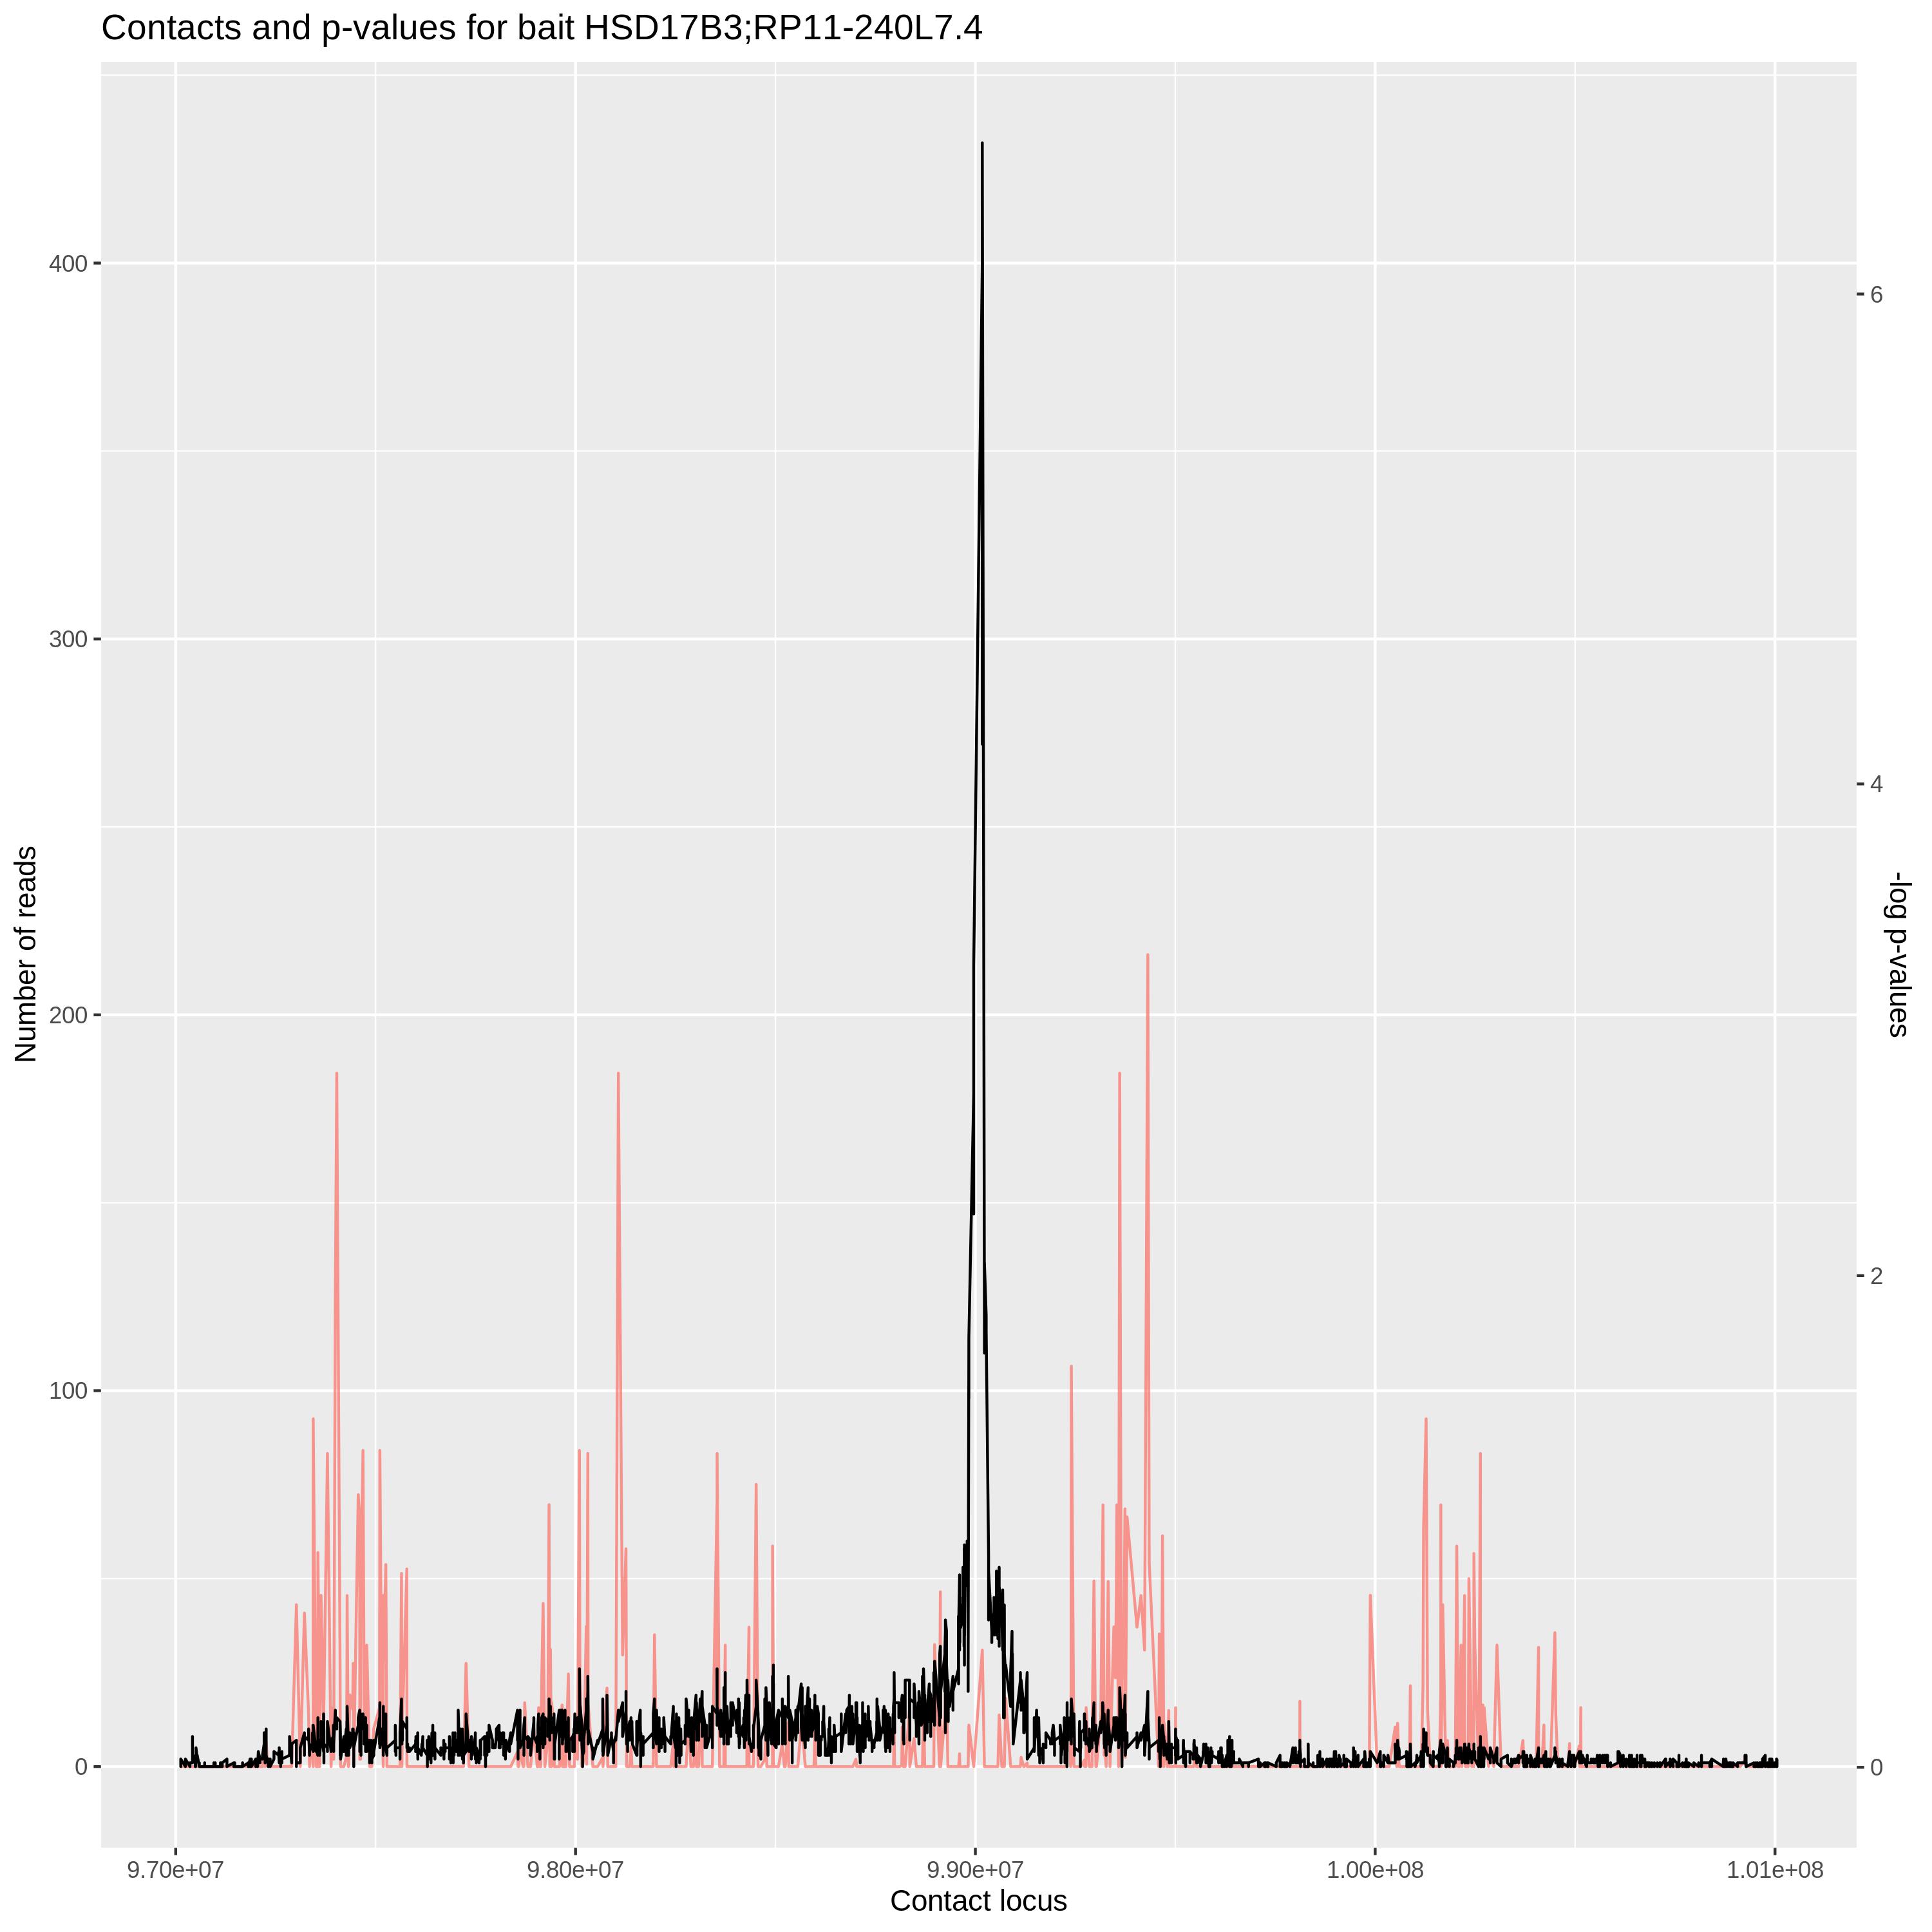 Contacts and p-values for bait HSD17B3;RP11-240L7.4
400
300
200
100
0
6
4
2
0
Number of reads
-log p-values
9.70e+07
9.80e+07
9.90e+07
1.00e+08
1.01e+08
Contact locus